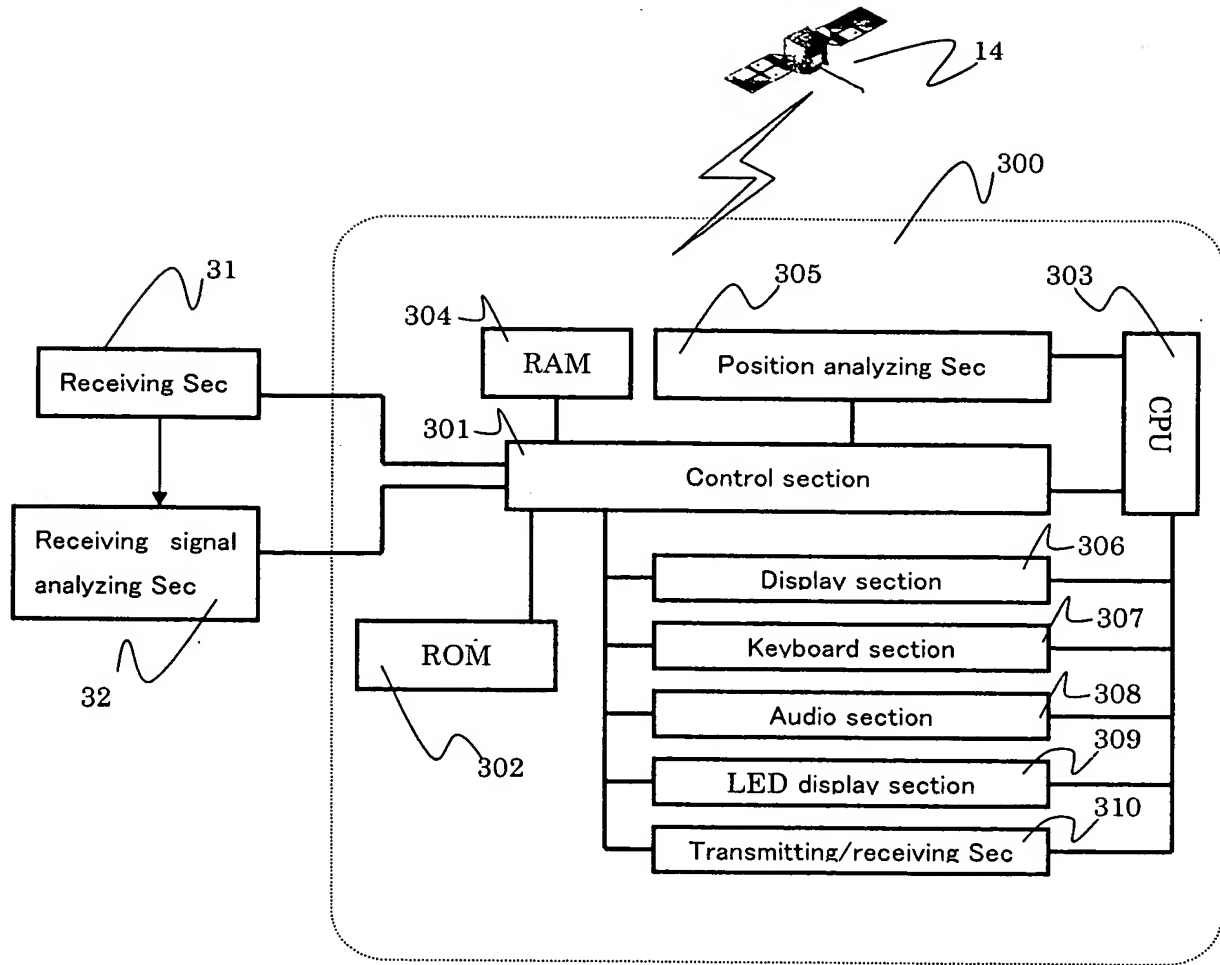 14
300
31
304
305
303
Receiving Sec
RAM
Position analyzing Sec
CPU
301
Control section
Receiving signal
analyzing Sec
306
Display section
307
Keyboard section
ROM
32
308
Audio section
302
309
LED display section
310
Transmitting/receiving Sec